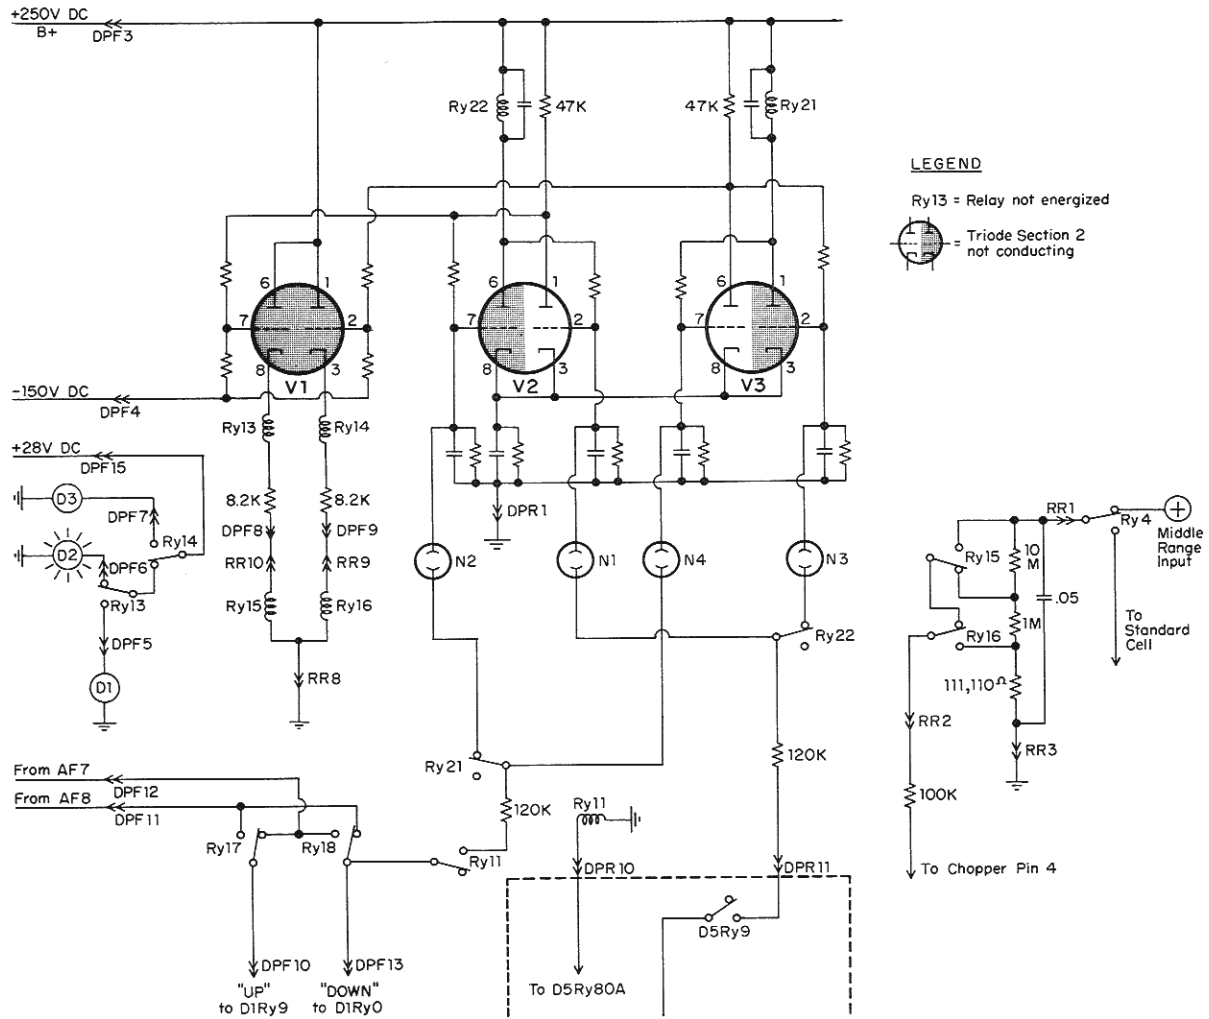 +250V DC
B+
DPF3
Ry22
47K
47K
Ry21
LEGEND
Ry13 = Relay not energized
= Triode Section 2
not conducting
6
1
7
2
8
3
V1
6
1
7
2
8
3
V2
6
1
7
2
8
3
V3
-150V DC
DPF4
Ry13
Ry14
+28V DC
DPF15
D3
DPF7
Ry14
D2
DPF6
Ry13
DPF5
D1
8.2K
8.2K
DPF8
DPF9
RR10
RR9
Ry15
Ry16
RR8
DPR1
N2
N1
N4
N3
Ry22
RR1
Ry4
+
Middle
Range
Input
Ry15
10
M
.05
Ry16
1M
To
Standard
Cell
111,110Ω
RR2
RR3
100K
To Chopper Pin 4
Ry21
120K
120K
From AF7
DPF12
From AF8
DPF11
Ry17
Ry18
Ry11
Ry11
DPR10
DPR11
D5Ry9
DPF10
DPF13
"UP"
to D1Ry9
"DOWN"
to D1Ry0
To D5Ry80A